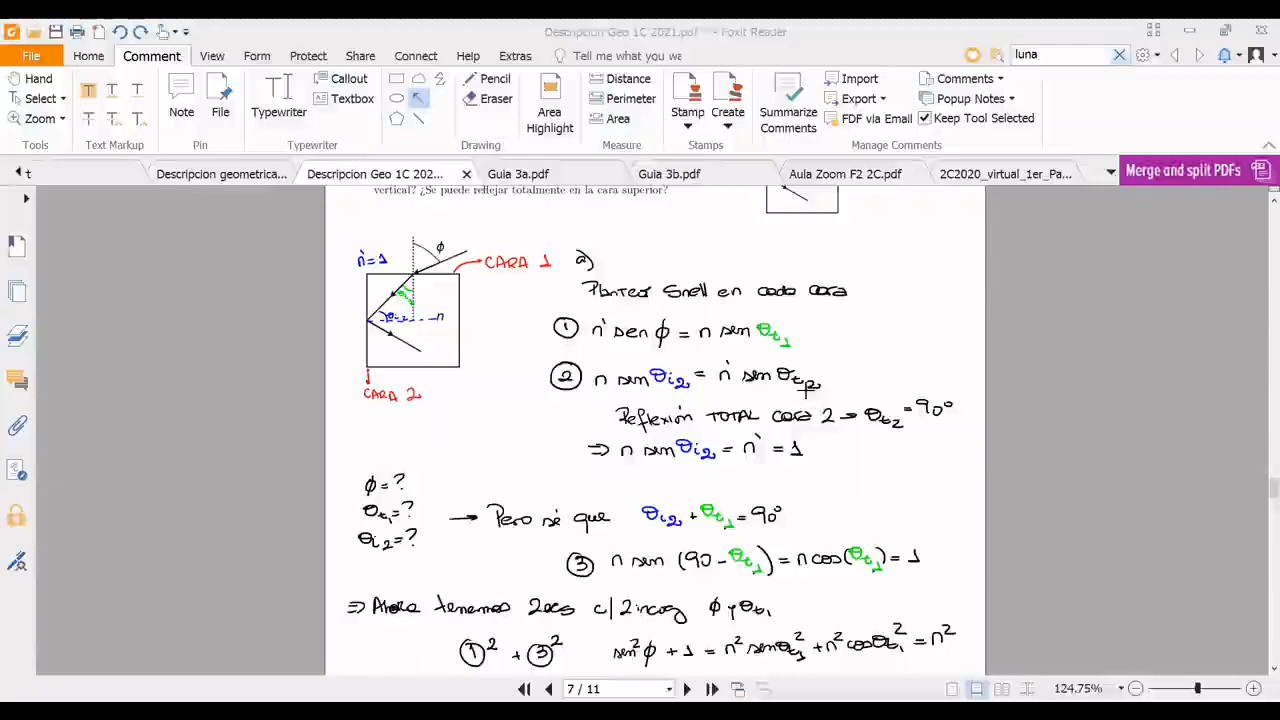 Descripcion Geo 1C 2021.pdf - Foxit Reader
File Home Comment View Form Protect Share Connect Help Extras Tell me what you wa luna
Hand
Select
Zoom
Tools
Text Markup
Note
File
Pin
Typewriter
Callout
Textbox
Typewriter
Pencil
Eraser
Drawing
Area
Highlight
Distance
Perimeter
Area
Measure
Stamp
Create
Stamps
Summarize
Comments
Import
Export
FDF via Email
Comments
Popup Notes
Keep Tool Selected
Manage Comments
t Descripcion geometrica... Descripcion Geo 1C 202... Guia 3a.pdf Guia 3b.pdf Aula Zoom F2 2C.pdf 2C2020_virtual_1er_Pa... Merge and split PDFs
vertical? ¿Se puede reflejar totalmente en la cara superior?
n'=1
ϕ
CARA 1
n
CARA 2
a)
Plantear Snell en cada cara
① n' sen ϕ = n sen θt1
② n sen θi2 = n' sen θt2
Reflexión TOTAL cara 2 → θt2 = 90°
⇒ n sen θi2 = n' = 1
ϕ = ?
θt1 = ?
θi2 = ?
→ Pero sé que θi2 + θt1 = 90°
③ n sen (90 - θt1) = n cos(θt1) = 1
⇒ Ahora tenemos 2 ecs c/ 2 incog ϕ y θt1
①² + ③² sen²ϕ + 1 = n² senθt1² + n² cosθt1² = n²
7 / 11
124.75%